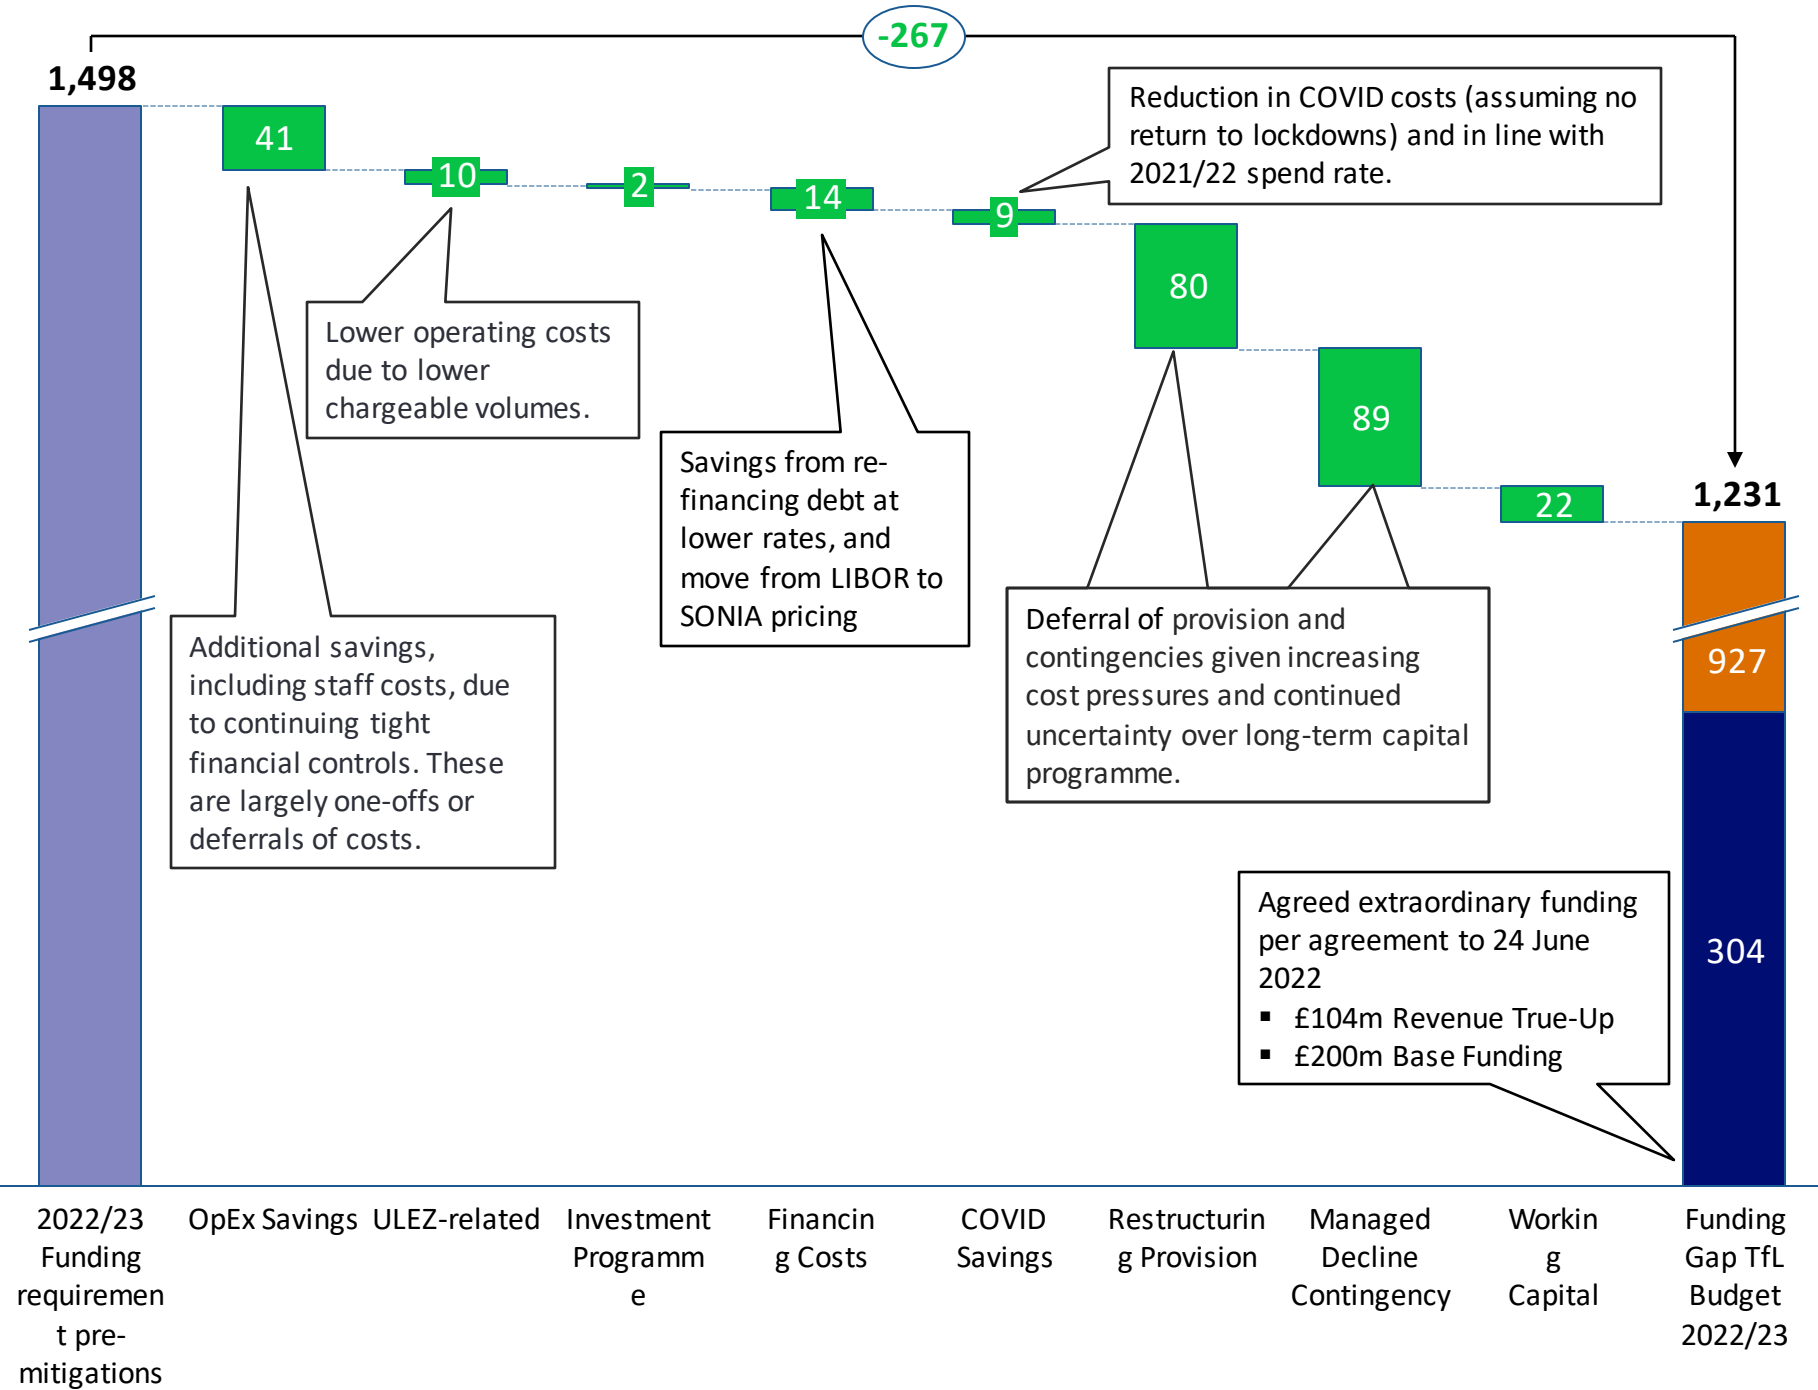 -267
1,498
41
10
2
14
9
Reduction in COVID costs (assuming no
return to lockdowns) and in line with
2021/22 spend rate.
80
89
22
1,231
Lower operating costs
due to lower
chargeable volumes.
Savings from re-
financing debt at
lower rates, and
move from LIBOR to
SONIA pricing
Additional savings,
including staff costs, due
to continuing tight
financial controls. These
are largely one-offs or
deferrals of costs.
Deferral of provision and
contingencies given increasing
cost pressures and continued
uncertainty over long-term capital
programme.
927
304
Agreed extraordinary funding
per agreement to 24 June
2022
▪ £104m Revenue True-Up
▪ £200m Base Funding
2022/23
Funding
requiremen
t pre-
mitigations
OpEx Savings
ULEZ-related
Investment
Programm
e
Financin
g Costs
COVID
Savings
Restructurin
g Provision
Managed
Decline
Contingency
Workin
g
Capital
Funding
Gap TfL
Budget
2022/23